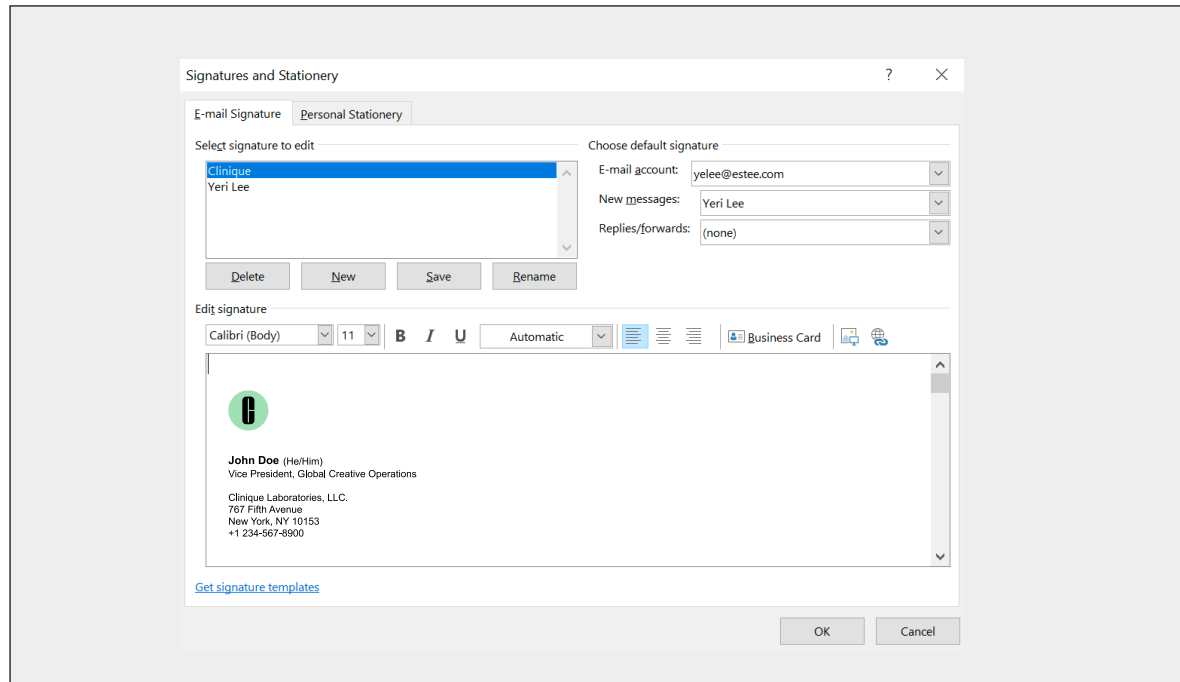 Signatures and Stationery
?
E-mail Signature
Personal Stationery
Select signature to edit
Clinique
Yeri Lee
Delete
New
Save
Rename
Choose default signature
E-mail account:
yelee@estee.com
New messages:
Yeri Lee
Replies/forwards:
(none)
Edit signature
Calibri (Body)
11
B
I
U
Automatic
Business Card
C
John Doe (He/Him)
Vice President, Global Creative Operations
Clinique Laboratories, LLC.
767 Fifth Avenue
New York, NY 10153
+1 234-567-8900
Get signature templates
OK
Cancel